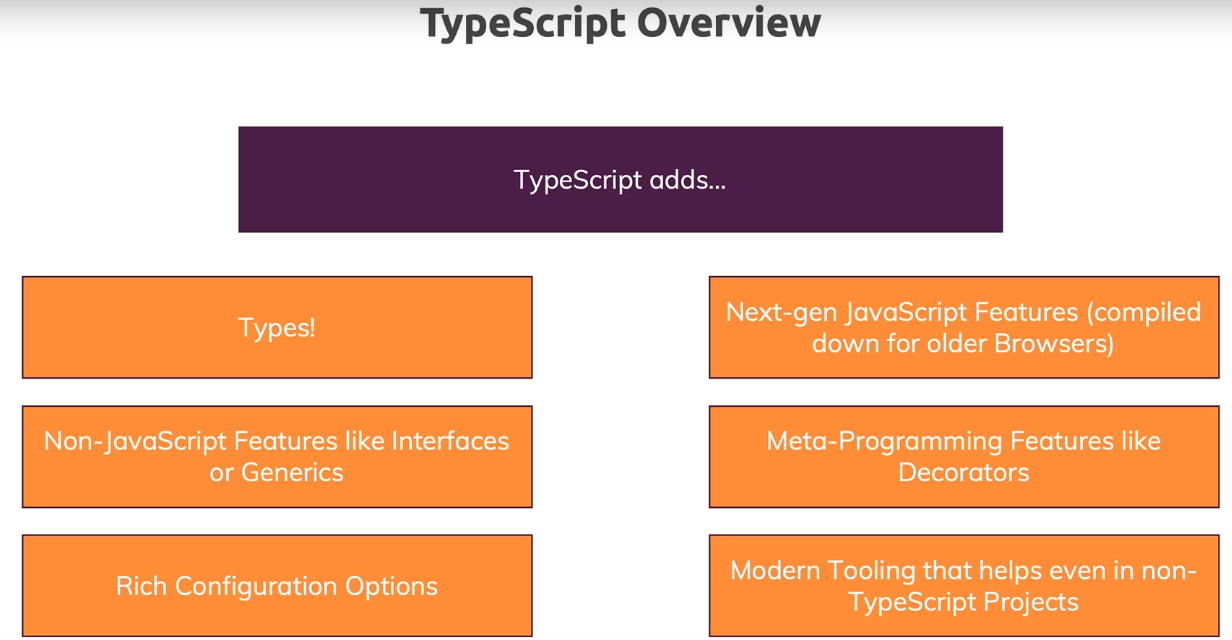 TypeScript Overview
TypeScript adds...
Types!
Next-gen JavaScript Features (compiled
down for older Browsers)
Non-JavaScript Features like Interfaces
or Generics
Meta-Programming Features like
Decorators
Rich Configuration Options
Modern Tooling that helps even in non-
TypeScript Projects